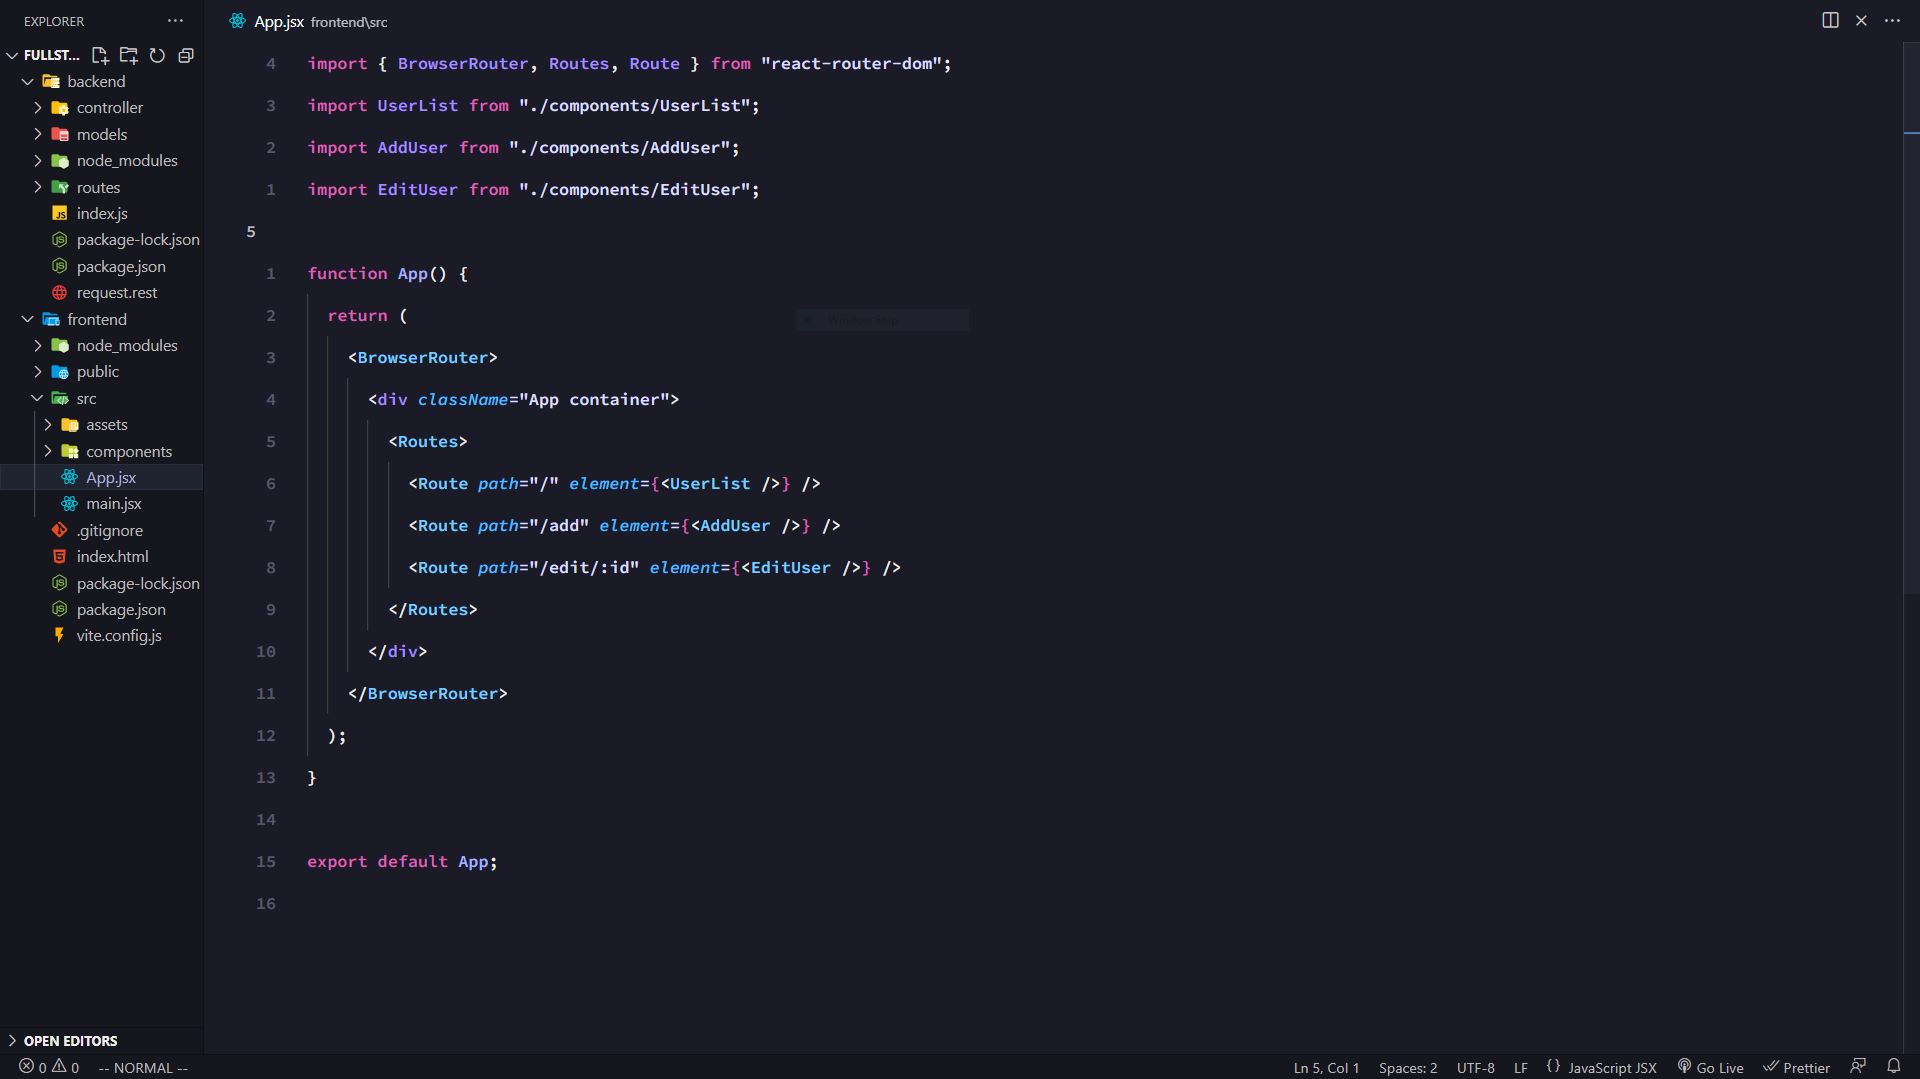 EXPLORER
FULLST...
backend
controller
models
node_modules
routes
index.js
package-lock.json
package.json
request.rest
frontend
node_modules
public
src
assets
components
App.jsx
main.jsx
.gitignore
index.html
package-lock.json
package.json
vite.config.js
OPEN EDITORS
App.jsx frontend\src
4 import { BrowserRouter, Routes, Route } from "react-router-dom";
3 import UserList from "./components/UserList";
2 import AddUser from "./components/AddUser";
1 import EditUser from "./components/EditUser";
5
1 function App() {
2 return (
3 <BrowserRouter>
4 <div className="App container">
5 <Routes>
6 <Route path="/" element={<UserList />} />
7 <Route path="/add" element={<AddUser />} />
8 <Route path="/edit/:id" element={<EditUser />} />
9 </Routes>
10 </div>
11 </BrowserRouter>
12 );
13 }
14
15 export default App;
16
0 0 -- NORMAL -- Ln 5, Col 1 Spaces: 2 UTF-8 LF {} JavaScript JSX Go Live Prettier